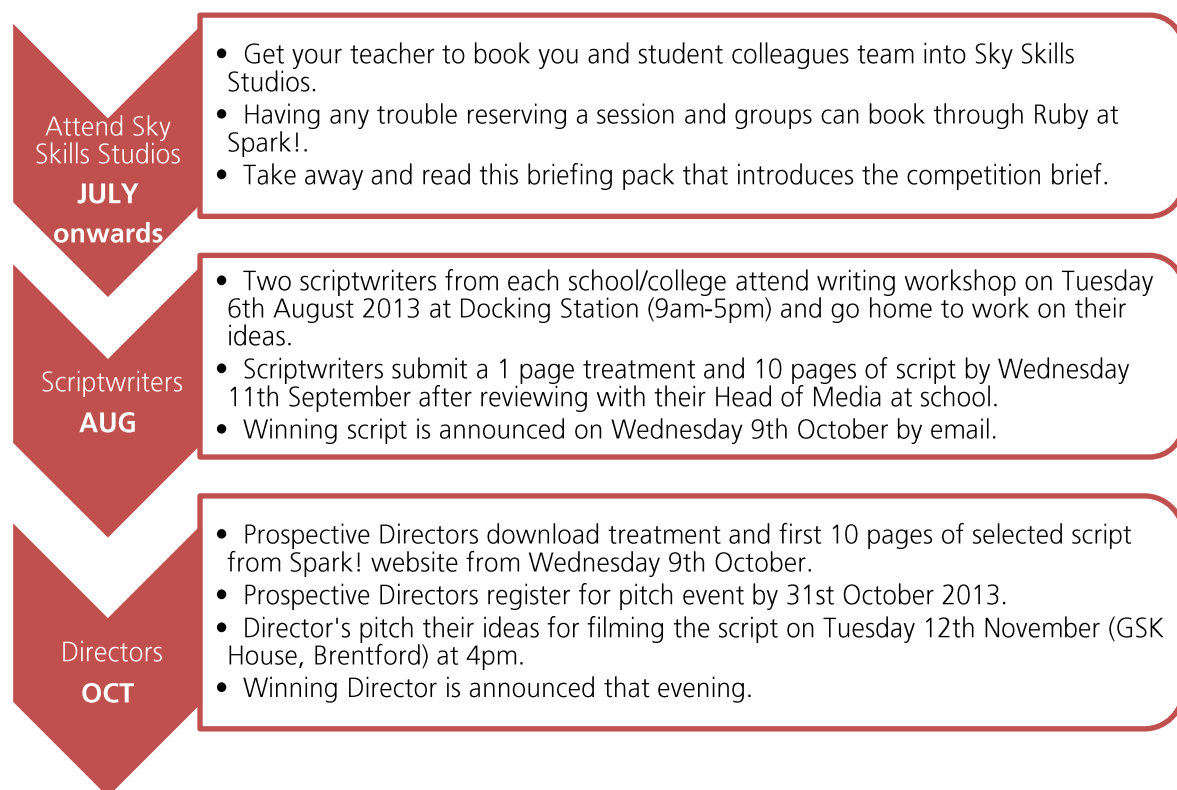 Attend Sky
Skills Studios
JULY
onwards
• Get your teacher to book you and student colleagues team into Sky Skills
Studios.
• Having any trouble reserving a session and groups can book through Ruby at
Spark!.
• Take away and read this briefing pack that introduces the competition brief.
Scriptwriters
AUG
• Two scriptwriters from each school/college attend writing workshop on Tuesday
6th August 2013 at Docking Station (9am-5pm) and go home to work on their
ideas.
• Scriptwriters submit a 1 page treatment and 10 pages of script by Wednesday
11th September after reviewing with their Head of Media at school.
• Winning script is announced on Wednesday 9th October by email.
Directors
OCT
• Prospective Directors download treatment and first 10 pages of selected script
from Spark! website from Wednesday 9th October.
• Prospective Directors register for pitch event by 31st October 2013.
• Director's pitch their ideas for filming the script on Tuesday 12th November (GSK
House, Brentford) at 4pm.
• Winning Director is announced that evening.